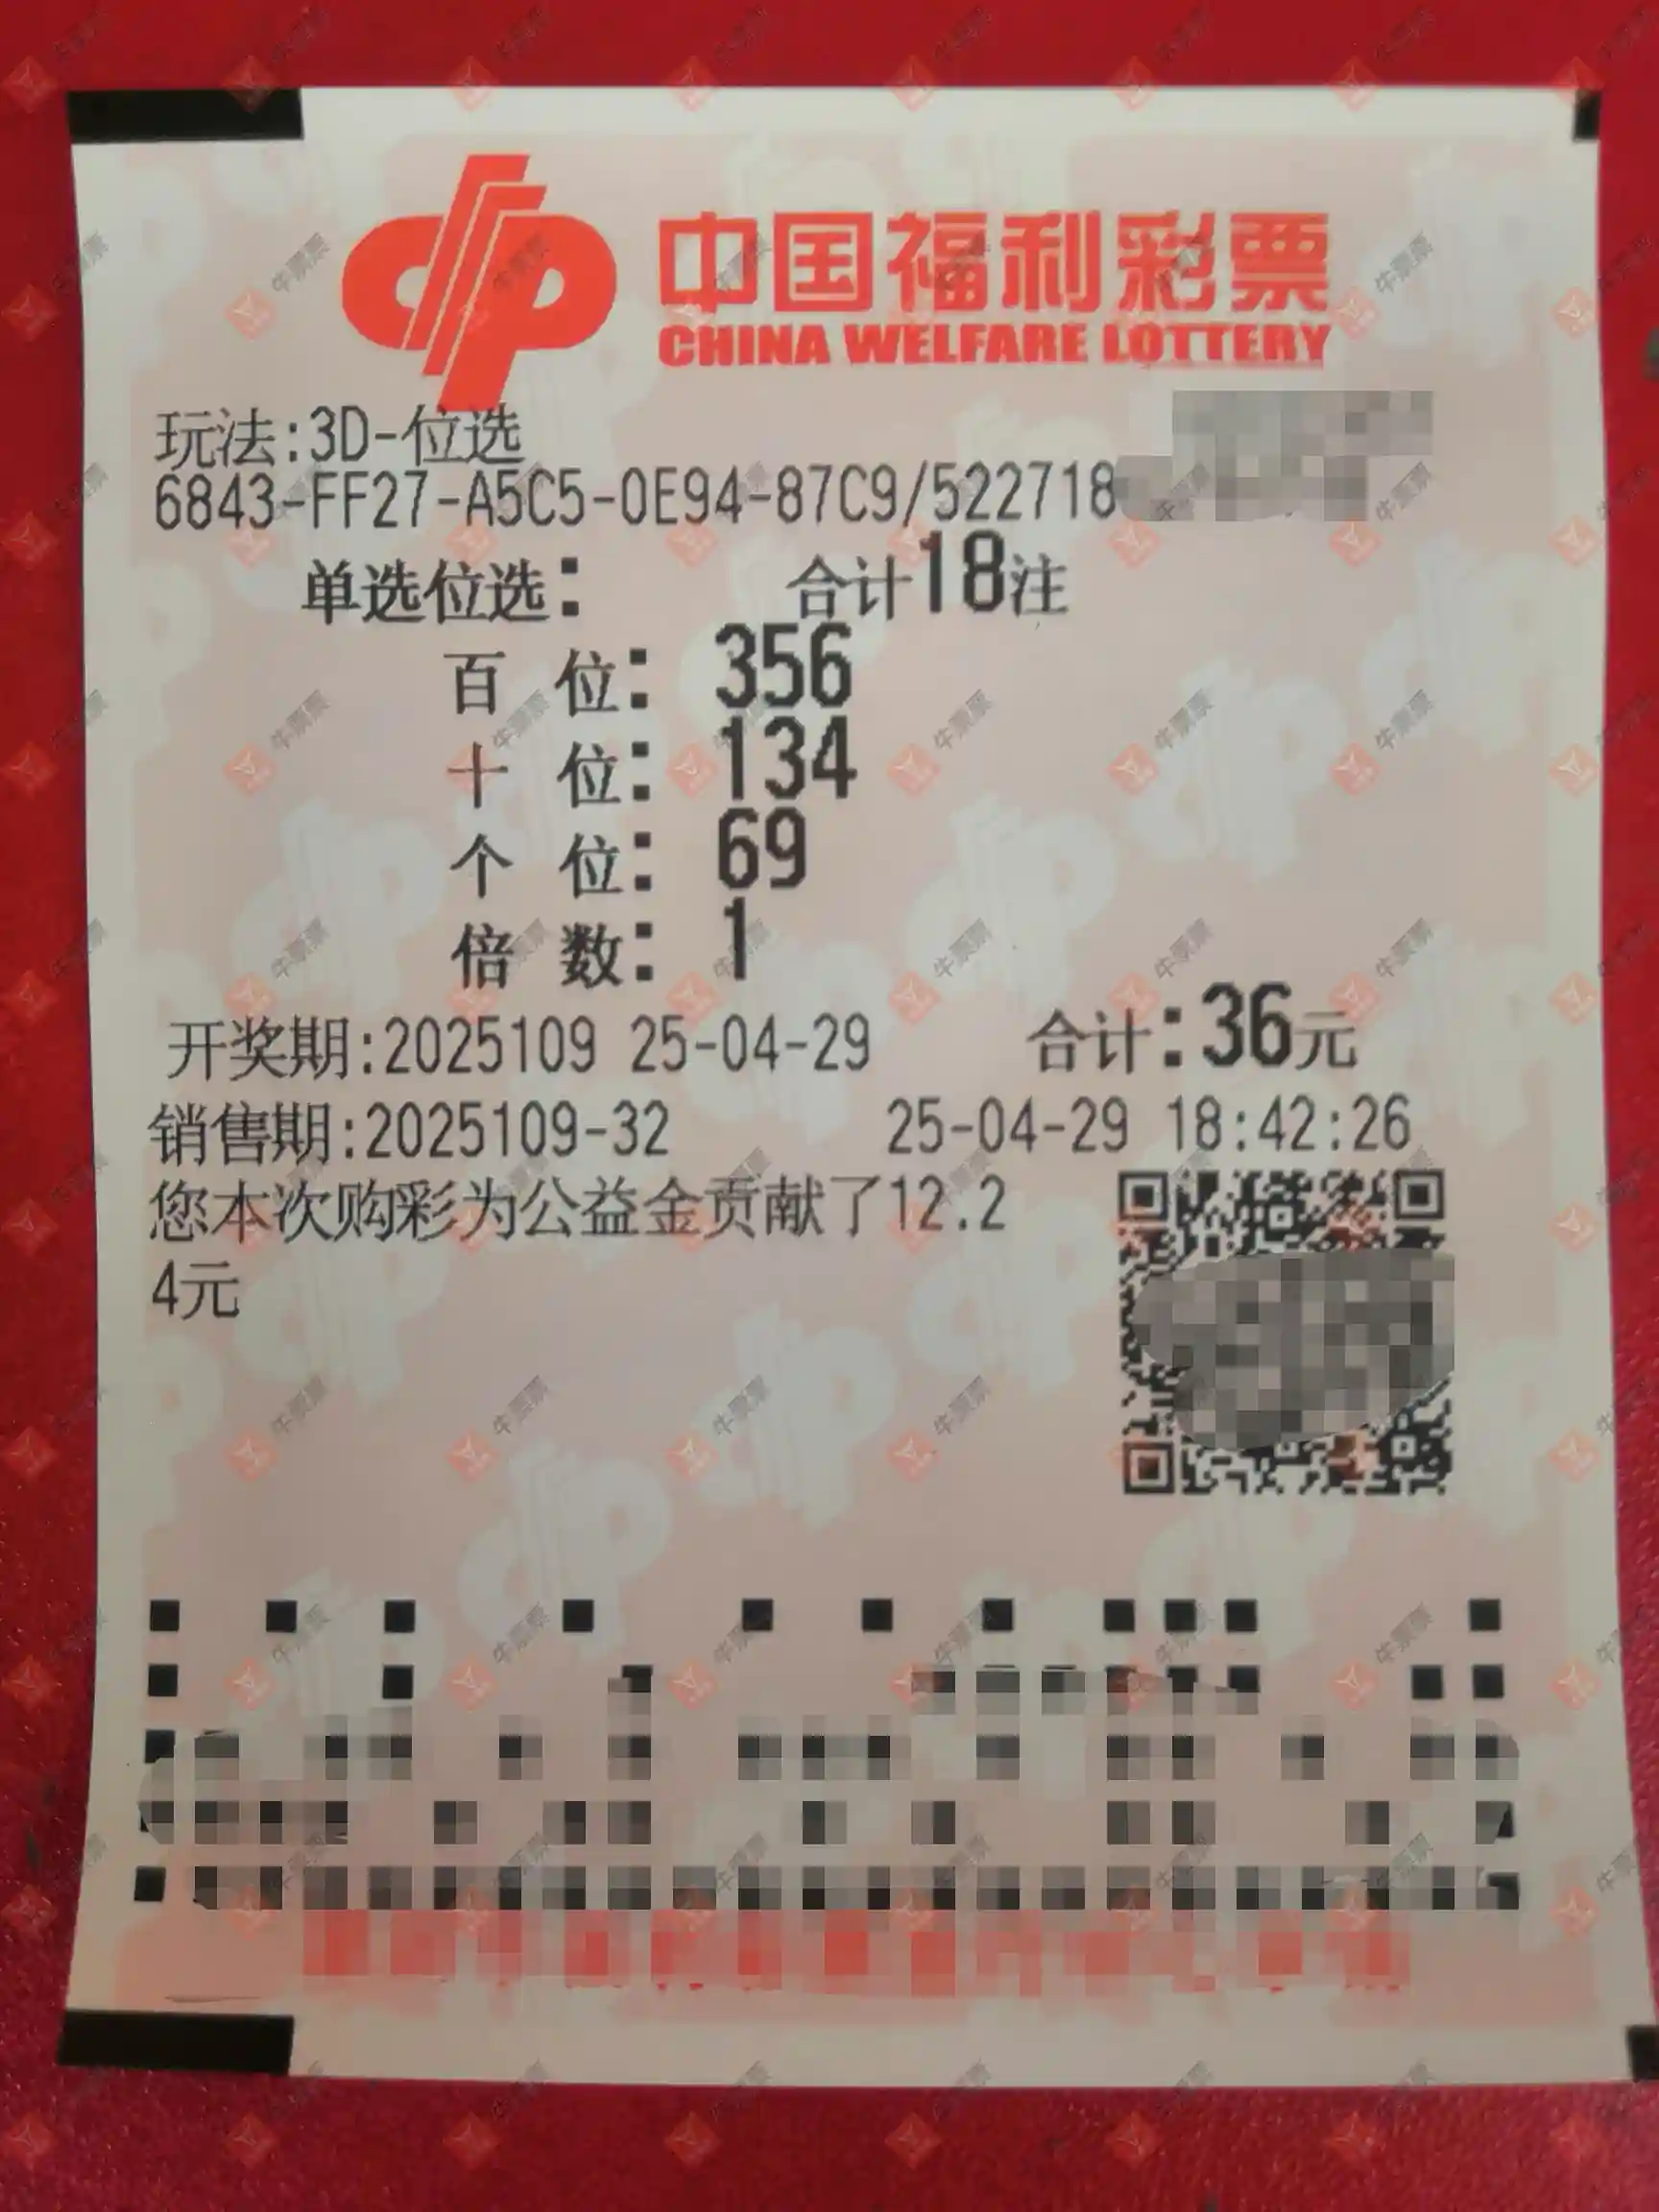 中国福利彩票
CHINA WELFARE LOTTERY
玩法:3D-位选
6843-FF27-A5C5-0E94-87C9/522718
单选位选: 合计18注
百 位: 356
十 位: 134
个 位: 69
倍 数: 1
开奖期:2025109 25-04-29 合计:36元
销售期:2025109-32 25-04-29 18:42:26
您本次购彩为公益金贡献了12.2
4元
牛票票